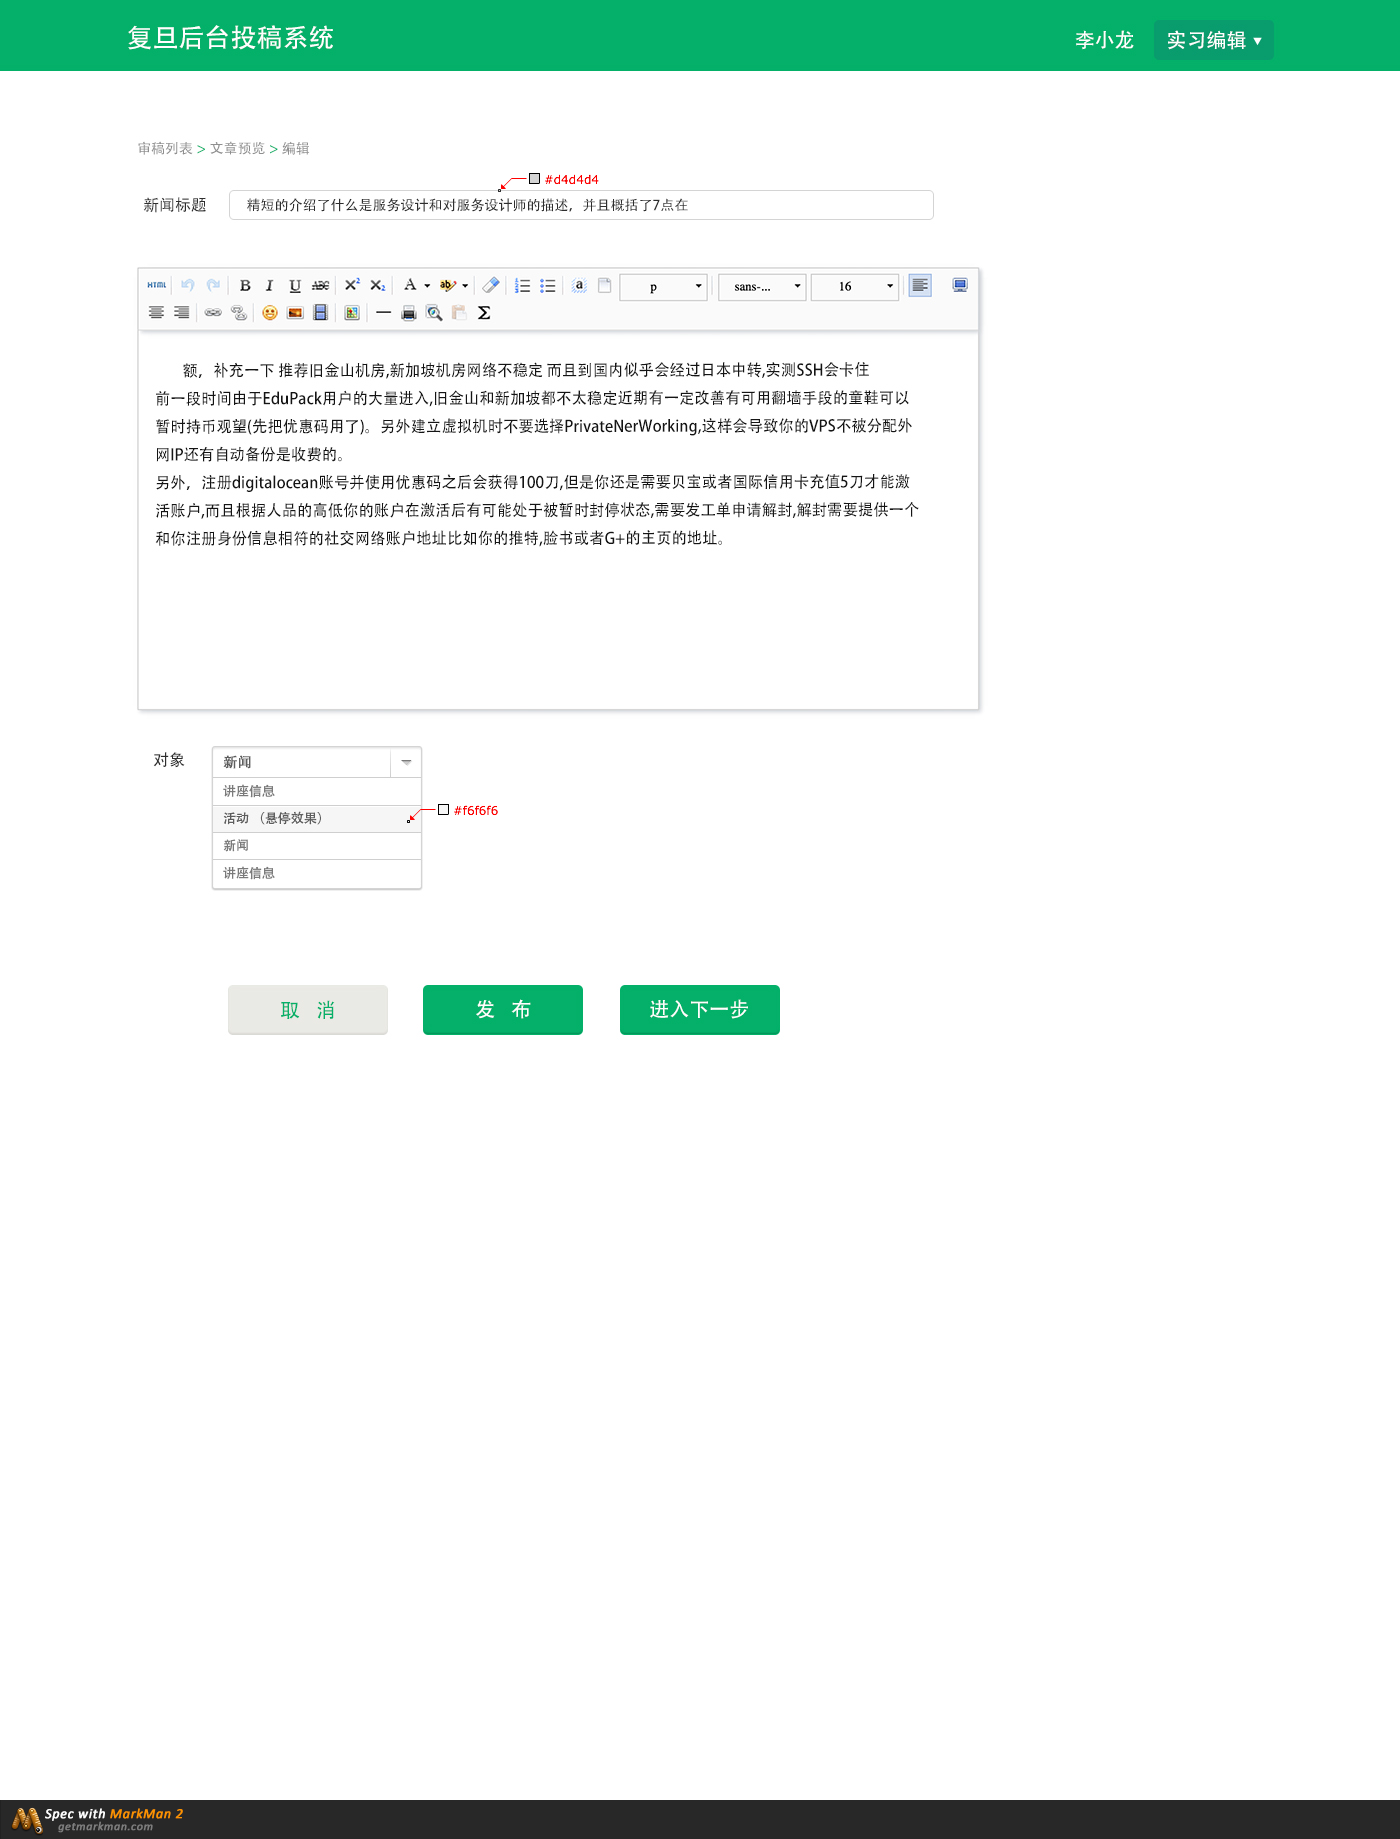 复旦后台投稿系统
李小龙 实习编辑 ▼
审稿列表 > 文章预览 > 编辑
#d4d4d4
新闻标题 精短的介绍了什么是服务设计和对服务设计师的描述，并且概括了7点在
HTML B I U ABC X² X₂ A ab a p sans-... 16
Σ
额，补充一下 推荐旧金山机房,新加坡机房网络不稳定 而且到国内似乎会经过日本中转,实测SSH会卡住
前一段时间由于EduPack用户的大量进入,旧金山和新加坡都不太稳定近期有一定改善有可用翻墙手段的童鞋可以
暂时持币观望(先把优惠码用了)。另外建立虚拟机时不要选择PrivateNerWorking,这样会导致你的VPS不被分配外
网IP还有自动备份是收费的。
另外，注册digitalocean账号并使用优惠码之后会获得100刀,但是你还是需要贝宝或者国际信用卡充值5刀才能激
活账户,而且根据人品的高低你的账户在激活后有可能处于被暂时封停状态,需要发工单申请解封,解封需要提供一个
和你注册身份信息相符的社交网络账户地址比如你的推特,脸书或者G+的主页的地址。
对象 新闻
讲座信息
活动 （悬停效果）
#f6f6f6
新闻
讲座信息
取 消 发 布 进入下一步
Spec with MarkMan 2
getmarkman.com